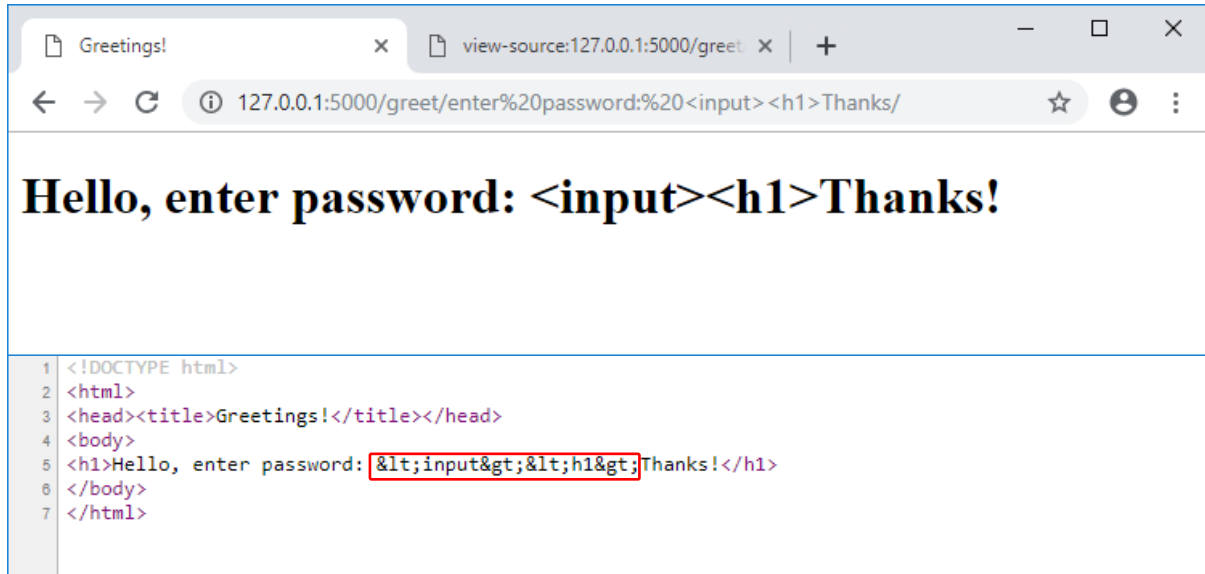 Greetings!
view-source:127.0.0.1:5000/greet
127.0.0.1:5000/greet/enter%20password:%20<input><h1>Thanks/
Hello, enter password: <input><h1>Thanks!
1 <!DOCTYPE html>
2 <html>
3 <head><title>Greetings!</title></head>
4 <body>
5 <h1>Hello, enter password: &lt;input&gt;&lt;h1&gt;Thanks!</h1>
6 </body>
7 </html>